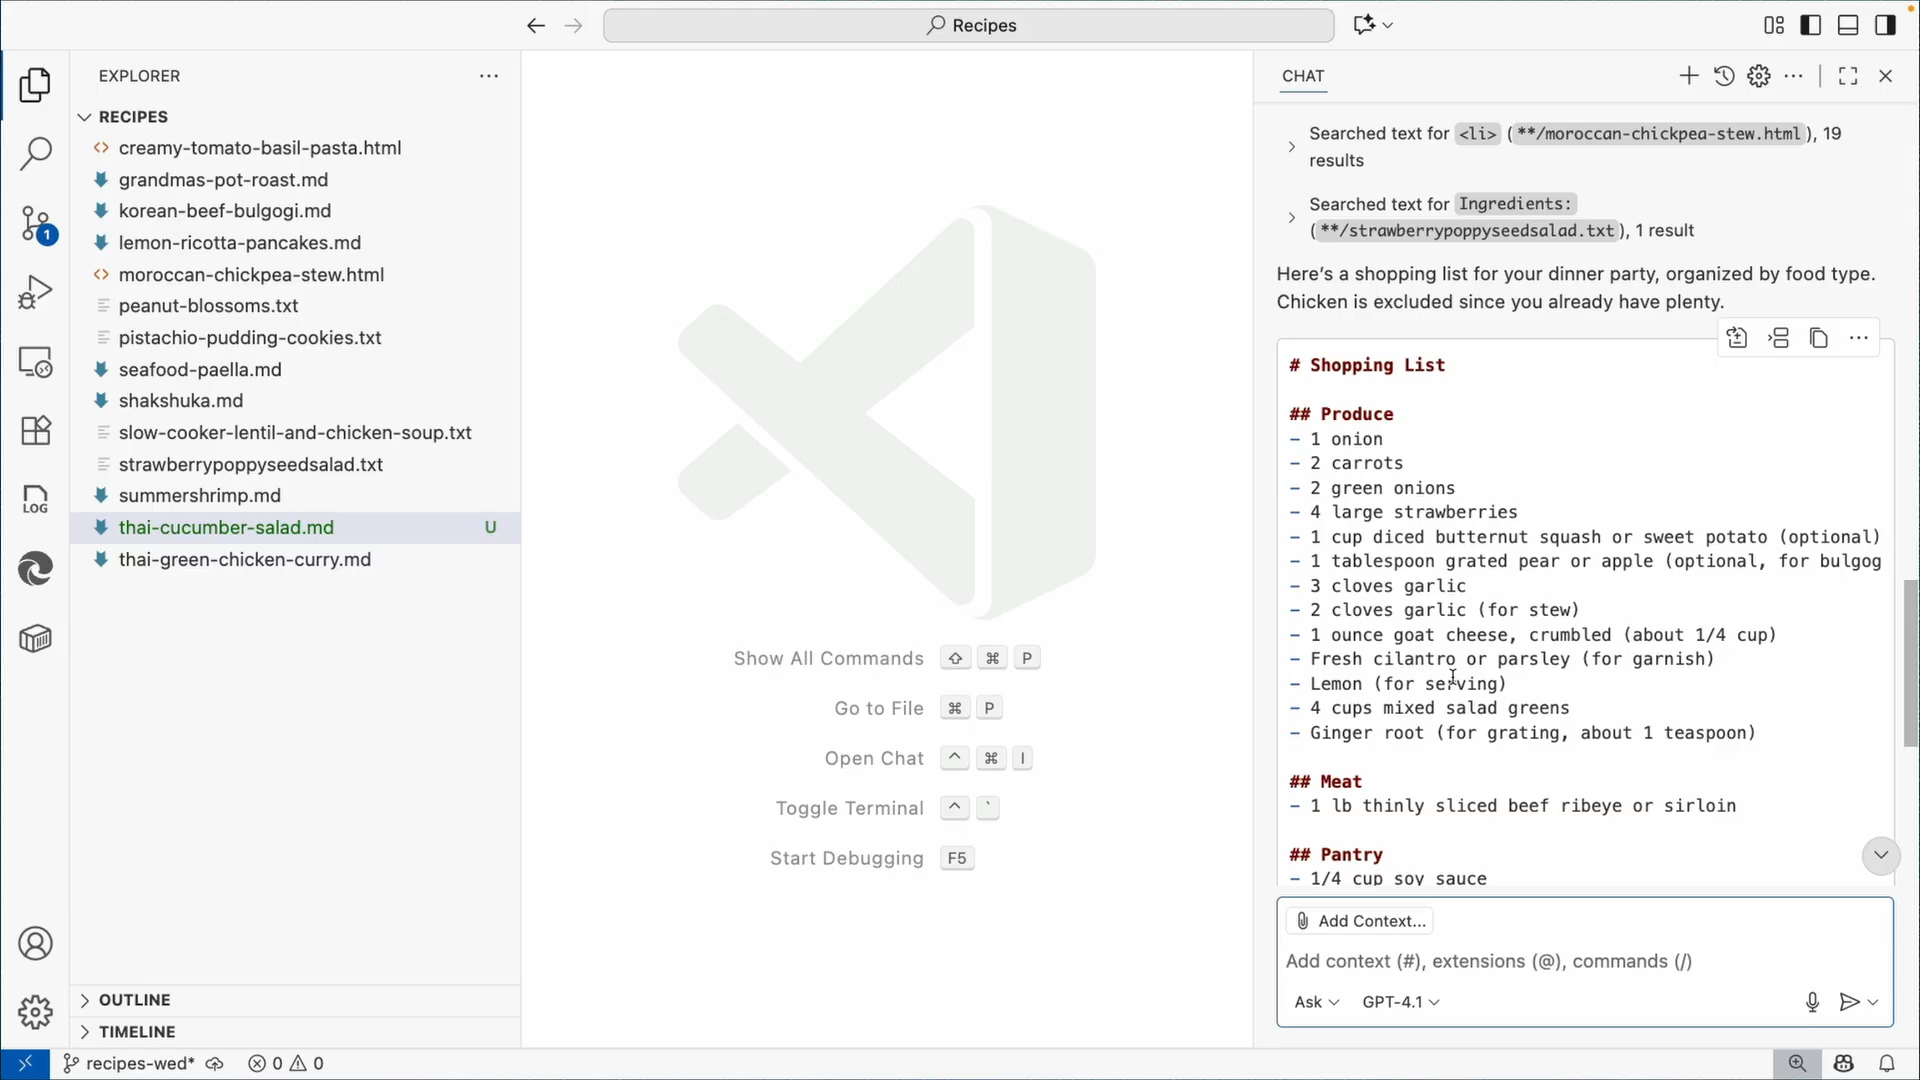 Recipes
EXPLORER
RECIPES
creamy-tomato-basil-pasta.html
grandmas-pot-roast.md
korean-beef-bulgogi.md
lemon-ricotta-pancakes.md
moroccan-chickpea-stew.html
peanut-blossoms.txt
pistachio-pudding-cookies.txt
seafood-paella.md
shakshuka.md
slow-cooker-lentil-and-chicken-soup.txt
strawberrypoppyseedsalad.txt
summershrimp.md
thai-cucumber-salad.md U
thai-green-chicken-curry.md
OUTLINE
TIMELINE
1
LOG
Show All Commands ⇧ ⌘ P
Go to File ⌘ P
Open Chat ^ ⌘ I
Toggle Terminal ^ `
Start Debugging F5
CHAT
Searched text for <li> (**/moroccan-chickpea-stew.html), 19
results
Searched text for Ingredients:
(**/strawberrypoppyseedsalad.txt), 1 result
Here's a shopping list for your dinner party, organized by food type.
Chicken is excluded since you already have plenty.
# Shopping List
## Produce
- 1 onion
- 2 carrots
- 2 green onions
- 4 large strawberries
- 1 cup diced butternut squash or sweet potato (optional)
- 1 tablespoon grated pear or apple (optional, for bulgog
- 3 cloves garlic
- 2 cloves garlic (for stew)
- 1 ounce goat cheese, crumbled (about 1/4 cup)
- Fresh cilantro or parsley (for garnish)
- Lemon (for serving)
- 4 cups mixed salad greens
- Ginger root (for grating, about 1 teaspoon)
## Meat
- 1 lb thinly sliced beef ribeye or sirloin
## Pantry
- 1/4 cup soy sauce
Add Context...
Add context (#), extensions (@), commands (/)
Ask GPT-4.1
recipes-wed* 0 0